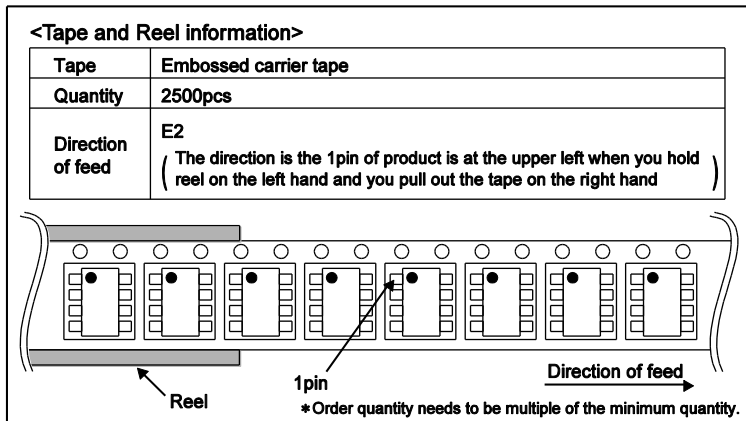 <Tape and Reel information>
Tape Embossed carrier tape
Quantity 2500pcs
Direction of feed E2
( The direction is the 1pin of product is at the upper left when you hold
reel on the left hand and you pull out the tape on the right hand )
Reel
1pin
Direction of feed
*Order quantity needs to be multiple of the minimum quantity.